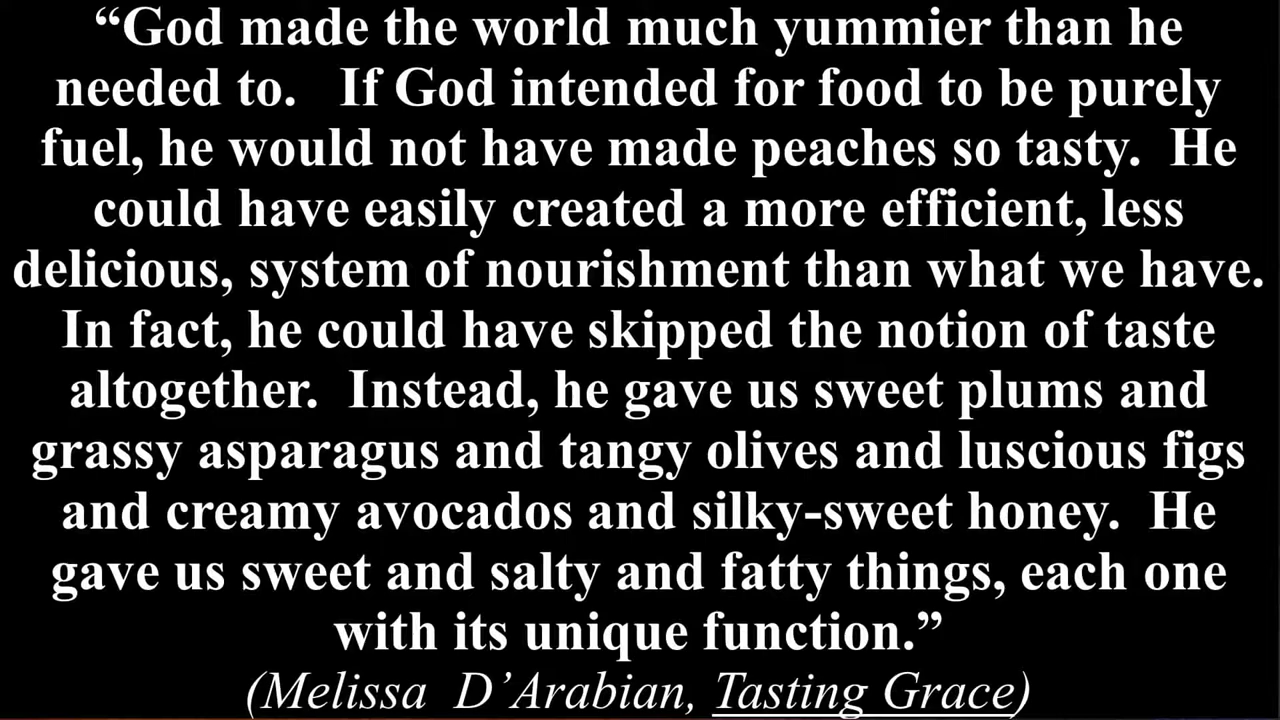 “God made the world much yummier than he
needed to.   If God intended for food to be purely
fuel, he would not have made peaches so tasty.  He
could have easily created a more efficient, less
delicious, system of nourishment than what we have.
In fact, he could have skipped the notion of taste
altogether.  Instead, he gave us sweet plums and
grassy asparagus and tangy olives and luscious figs
and creamy avocados and silky-sweet honey.  He
gave us sweet and salty and fatty things, each one
with its unique function.”
(Melissa  D’Arabian, Tasting Grace)